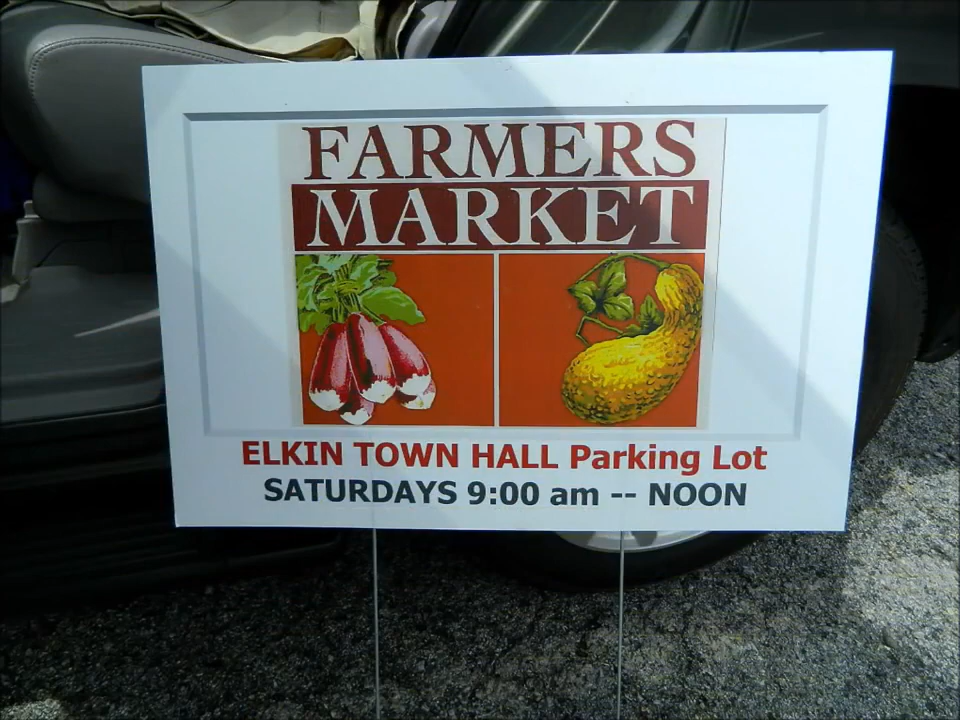 FARMERS
MARKET
ELKIN TOWN HALL Parking Lot
SATURDAYS 9:00 am -- NOON